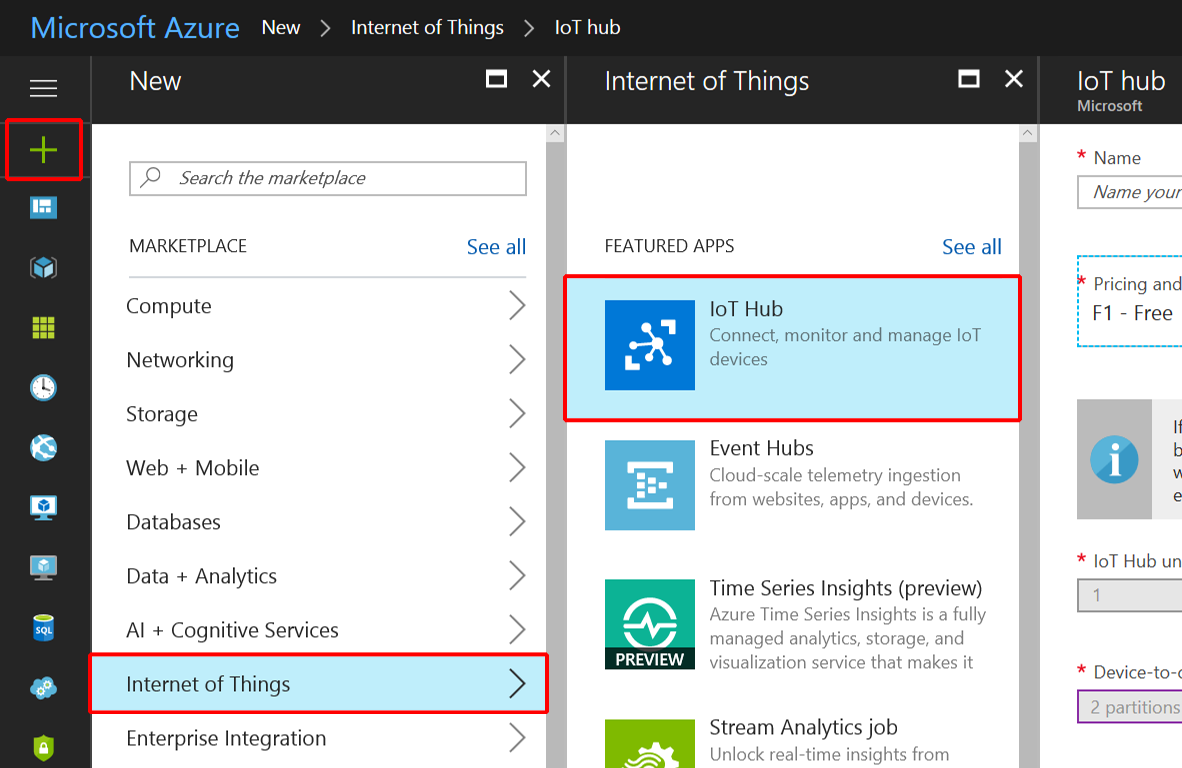 Microsoft Azure New > Internet of Things > IoT hub
New
Search the marketplace
MARKETPLACE See all
Compute
Networking
Storage
Web + Mobile
Databases
Data + Analytics
AI + Cognitive Services
Internet of Things
Enterprise Integration
Internet of Things
FEATURED APPS See all
IoT Hub
Connect, monitor and manage IoT
devices
Event Hubs
Cloud-scale telemetry ingestion
from websites, apps, and devices.
Time Series Insights (preview)
Azure Time Series Insights is a fully
managed analytics, storage, and
visualization service that makes it
PREVIEW
Stream Analytics job
Unlock real-time insights from
SQL
IoT hub
Microsoft
* Name
Name your
* Pricing and
F1 - Free
If
b
w
e
* IoT Hub un
1
* Device-to-c
2 partitions